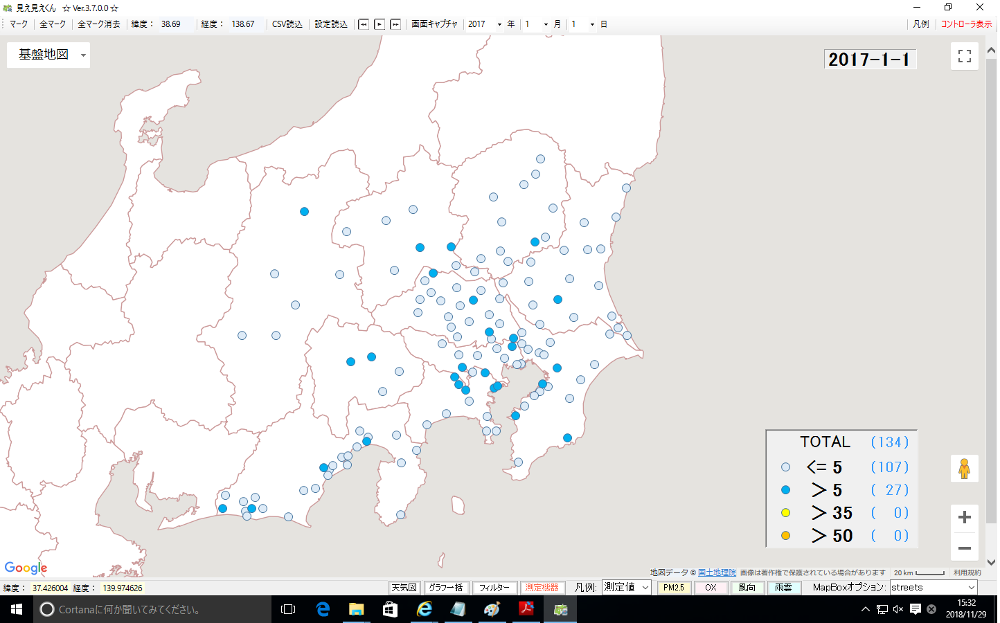 見え見えくん ☆ Ver.3.7.0.0 ☆
マーク 全マーク 全マーク消去 緯度： 38.69 経度： 138.67 CSV読込 設定読込 画面キャプチャ 2017 年 1 月 1 日 凡例 コントローラ表示
基盤地図
2017-1-1
TOTAL (134)
<= 5 (107)
> 5 ( 27)
> 35 ( 0)
> 50 ( 0)
Google
地図データ © 国土地理院 画像は著作権で保護されている場合があります 20 km 利用規約
緯度： 37.426004 経度： 139.974626 天気図 グラフ一括 フィルター 測定機器 凡例: 測定値 PM2.5 OX 風向 雨雲 MapBoxオプション: streets
Cortanaに何か聞いてみてください。
15:32
2018/11/29